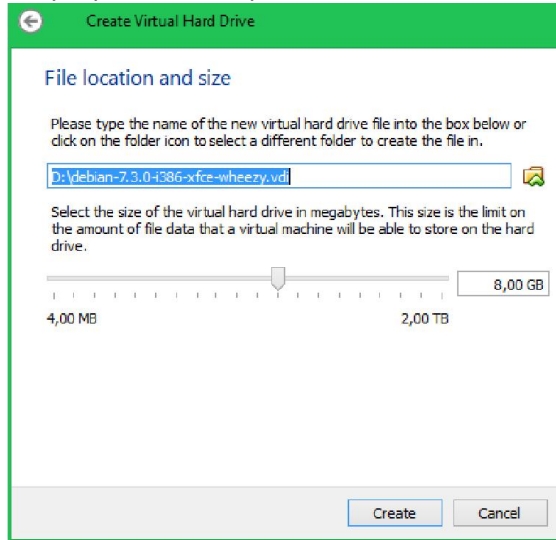 Create Virtual Hard Drive
File location and size
Please type the name of the new virtual hard drive file into the box below or
click on the folder icon to select a different folder to create the file in.
D:\debian-7.3.0-i386-xfce-wheezy.vdi
Select the size of the virtual hard drive in megabytes. This size is the limit on
the amount of file data that a virtual machine will be able to store on the hard
drive.
8,00 GB
4,00 MB 2,00 TB
Create Cancel